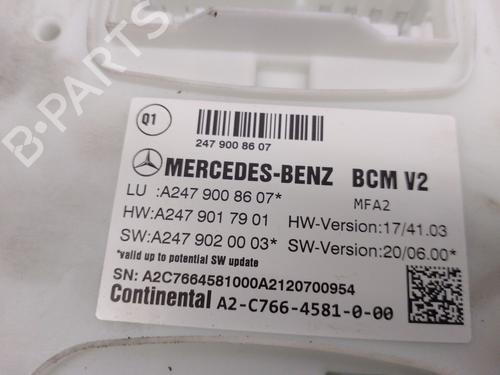 Q1
247 900 86 07
MERCEDES-BENZ BCM V2
LU :A247 900 86 07* MFA2
HW:A247 901 79 01 HW-Version:17/41.03
SW:A247 902 00 03* SW-Version:20/06.00*
*valid up to potential SW update
SN: A2C7664581000A2120700954
Continental A2-C766-4581-0-00
B-PARTS